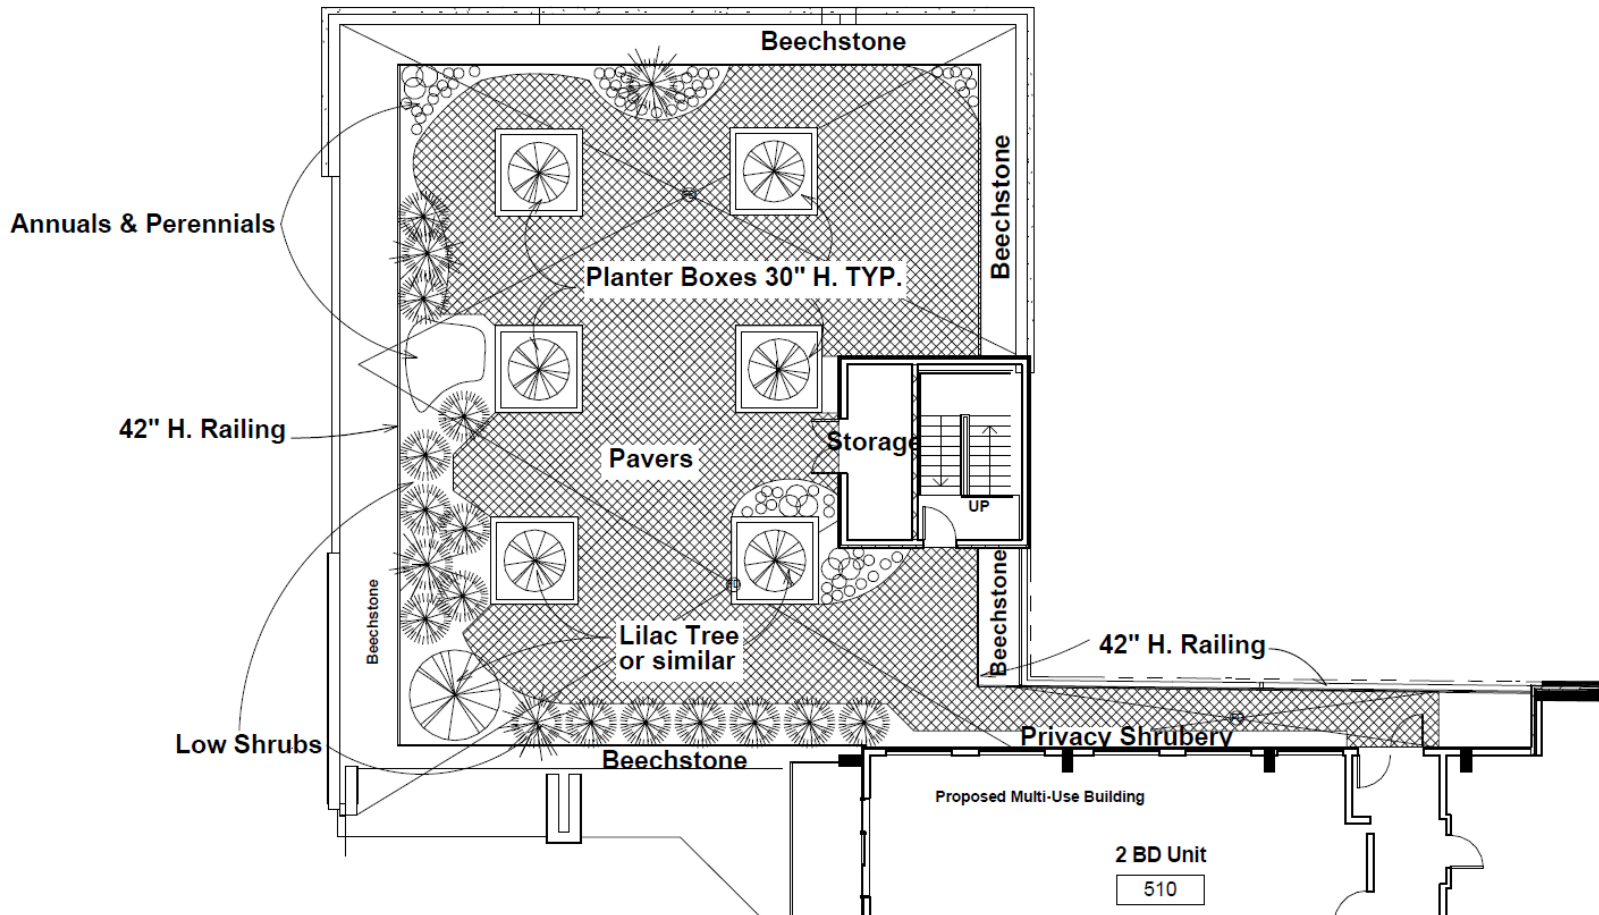 Beechstone
Beechstone
Annuals & Perennials
Planter Boxes 30" H. TYP.
42" H. Railing
Storage
Pavers
UP
Beechstone
Beechstone
Lilac Tree
or similar
42" H. Railing
Low Shrubs
Privacy Shrubery
Beechstone
Proposed Multi-Use Building
2 BD Unit
510